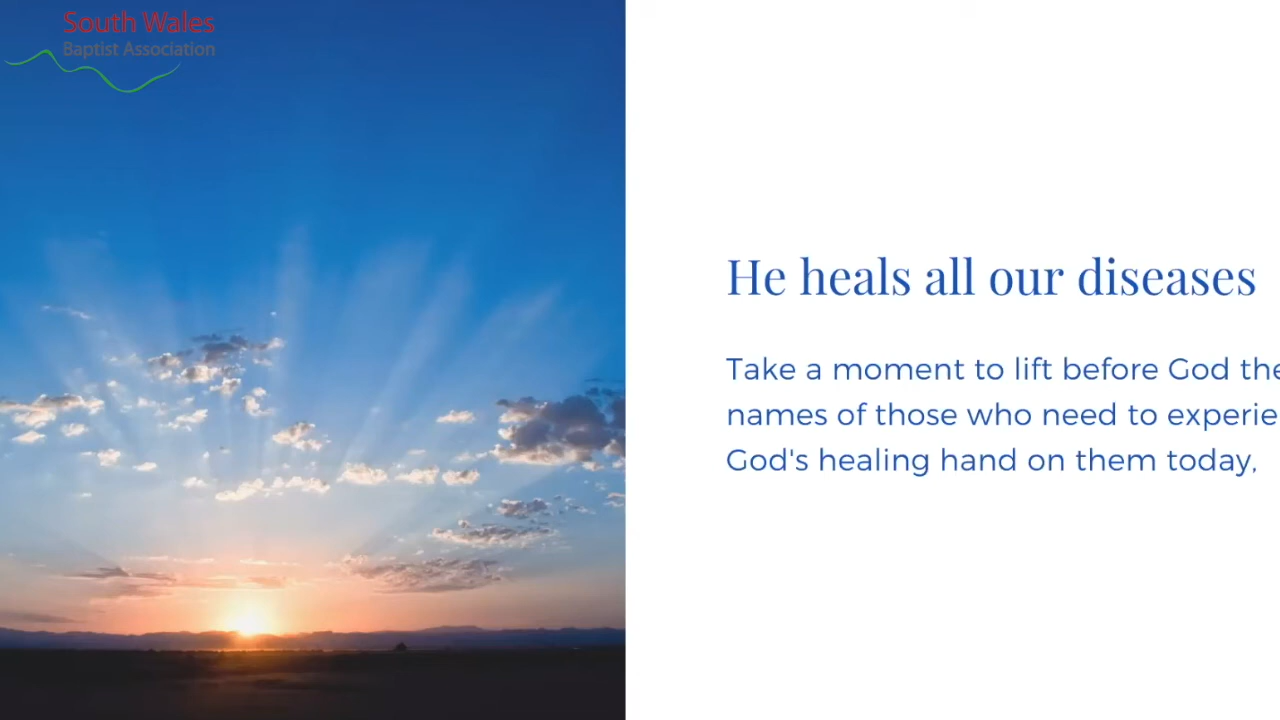 South Wales
Baptist Association
He heals all our diseases
Take a moment to lift before God the
names of those who need to experie
God's healing hand on them today,